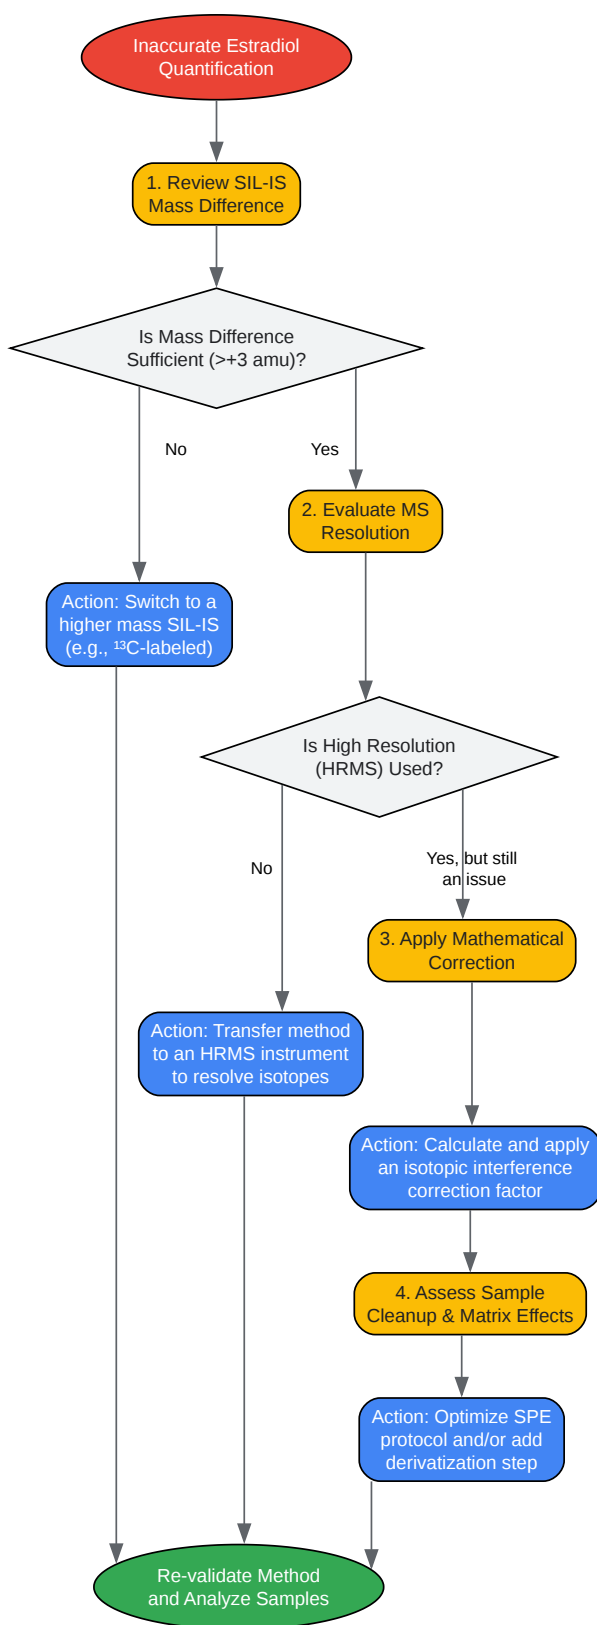 Inaccurate Estradiol
Quantification
1. Review SIL-IS
Mass Difference
Is Mass Difference
Sufficient (>+3 amu)?
No
Yes
2. Evaluate MS
Resolution
Action: Switch to a
higher mass SIL-IS
(e.g., ¹³C-labeled)
Is High Resolution
(HRMS) Used?
No
Yes, but still
an issue
3. Apply Mathematical
Correction
Action: Transfer method
to an HRMS instrument
to resolve isotopes
Action: Calculate and apply
an isotopic interference
correction factor
4. Assess Sample
Cleanup & Matrix Effects
Action: Optimize SPE
protocol and/or add
derivatization step
Re-validate Method
and Analyze Samples